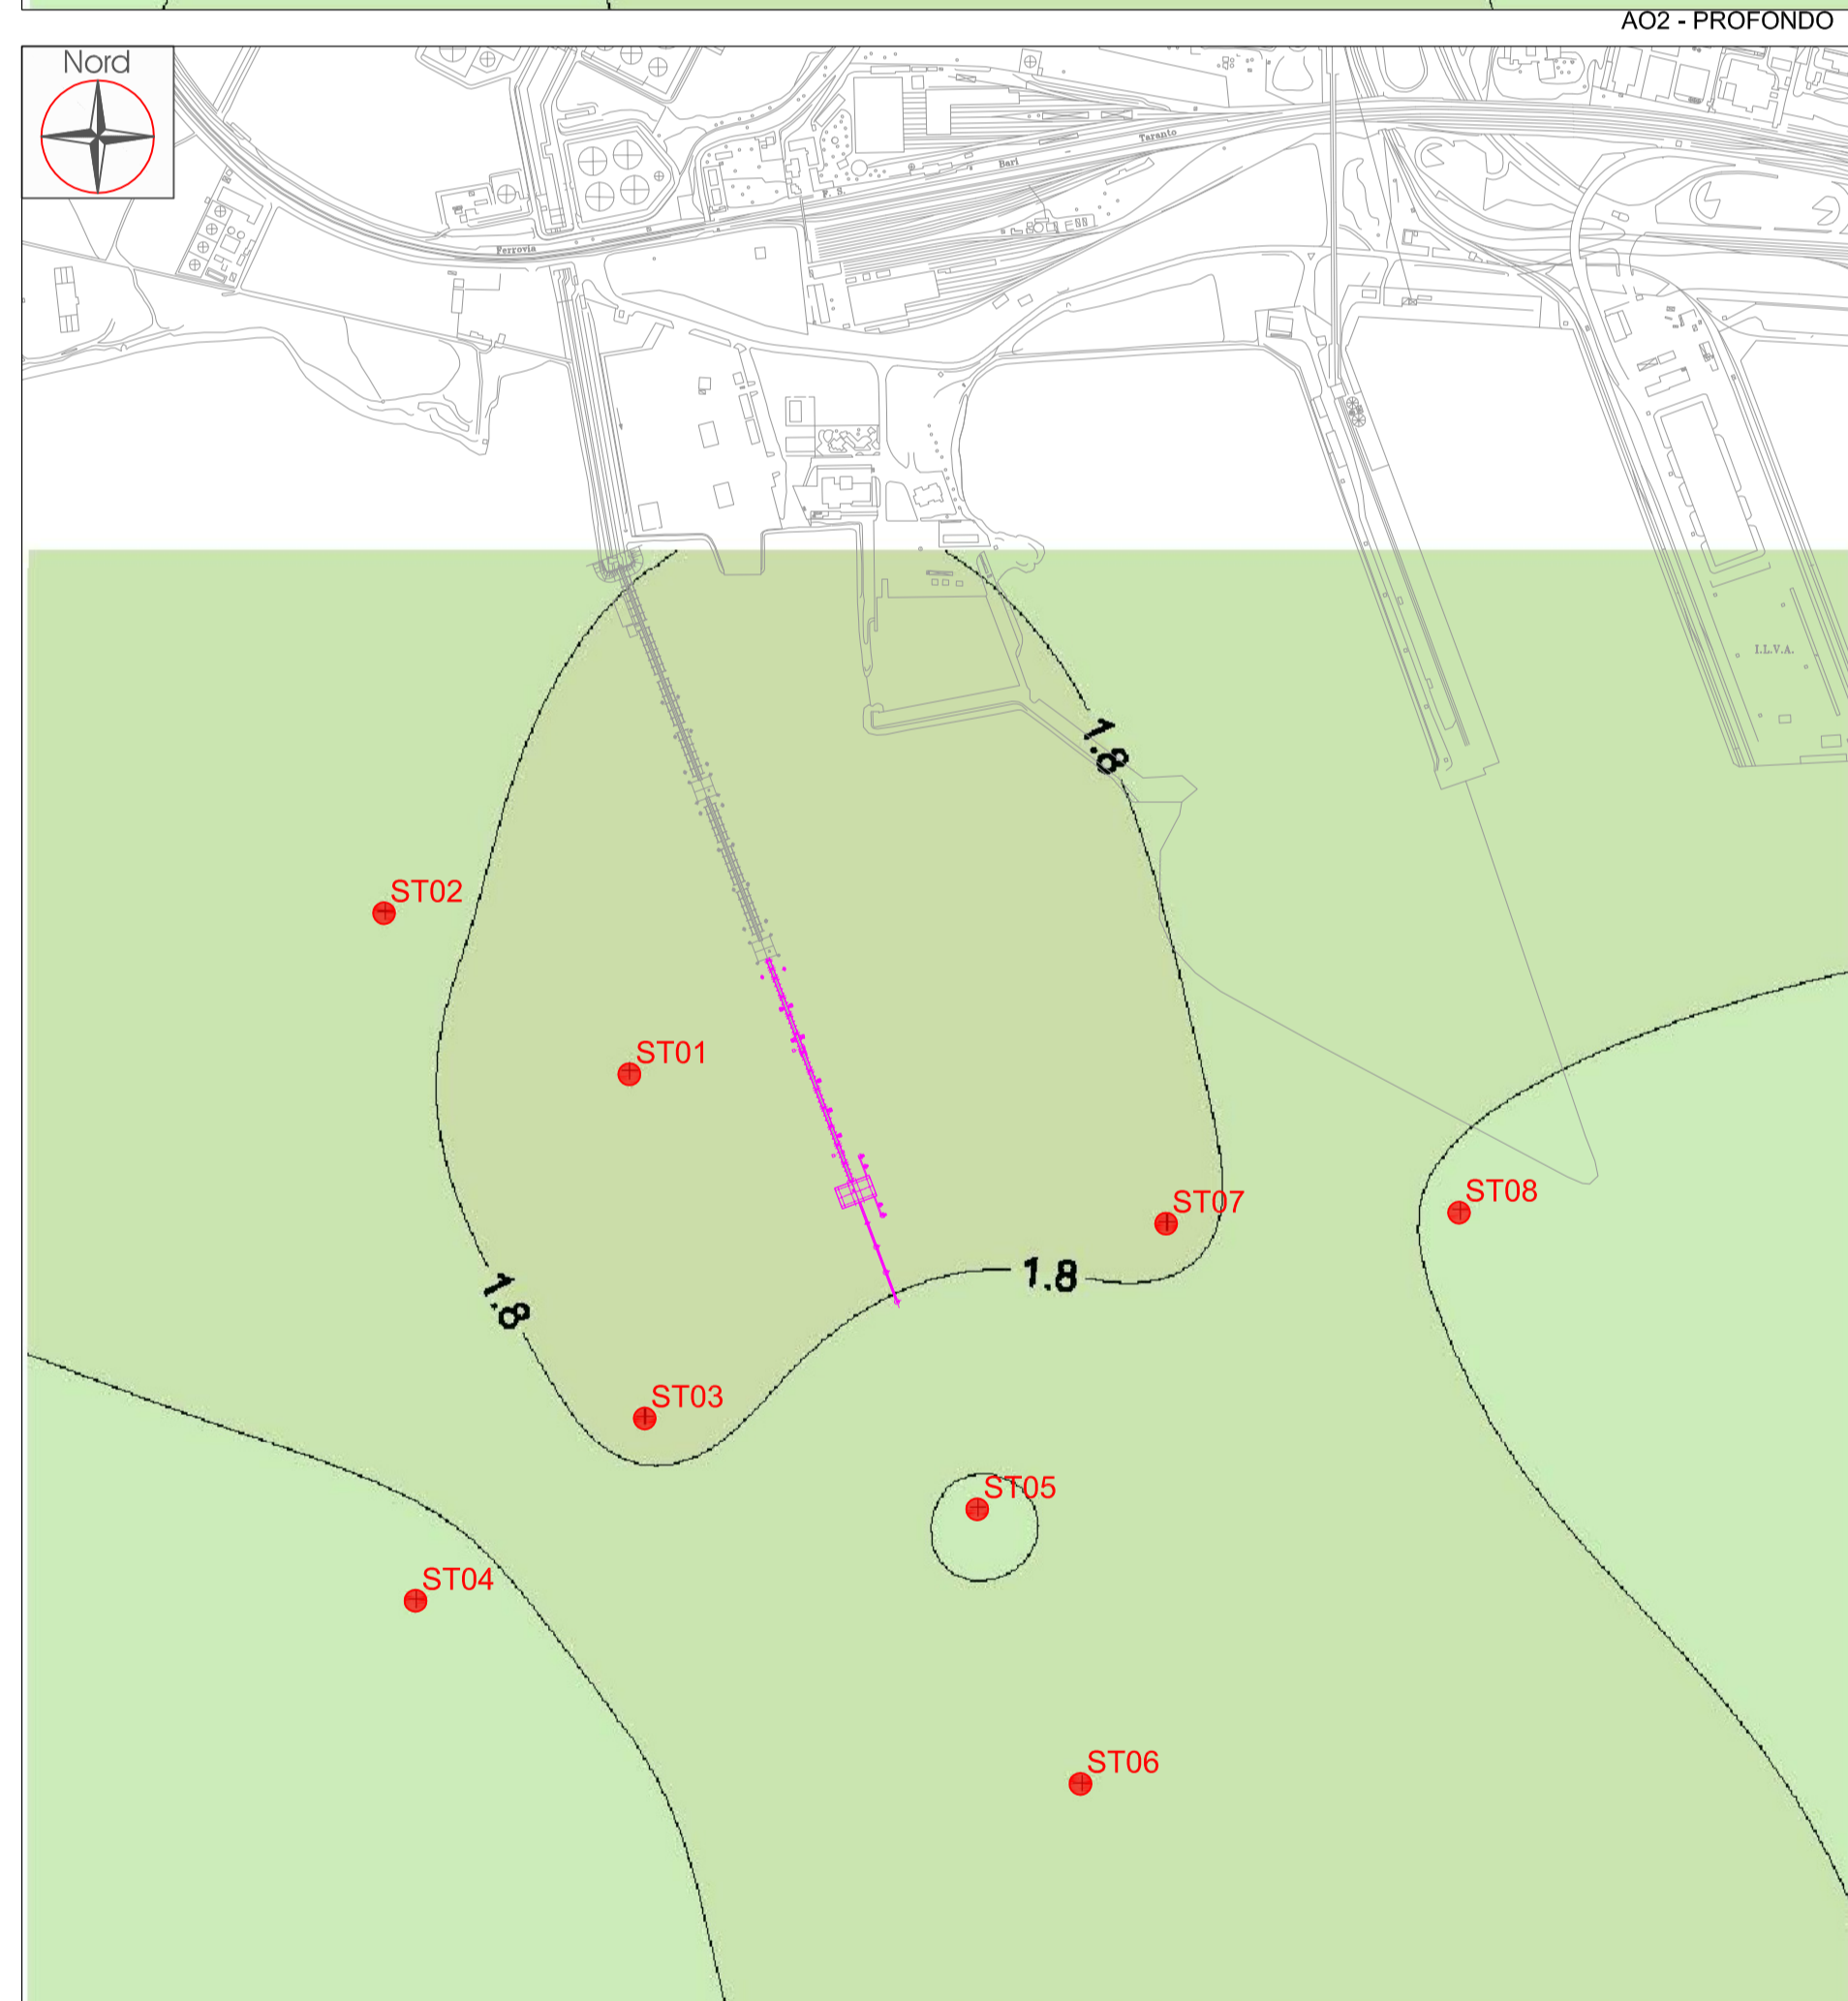 AO2 - PROFONDO
Nord
Taranto
Bari
F. S.
Ferrovia
I.L.V.A.
1.8
ST02
ST01
ST07
ST08
1.8
1.8
ST03
ST05
ST04
ST06